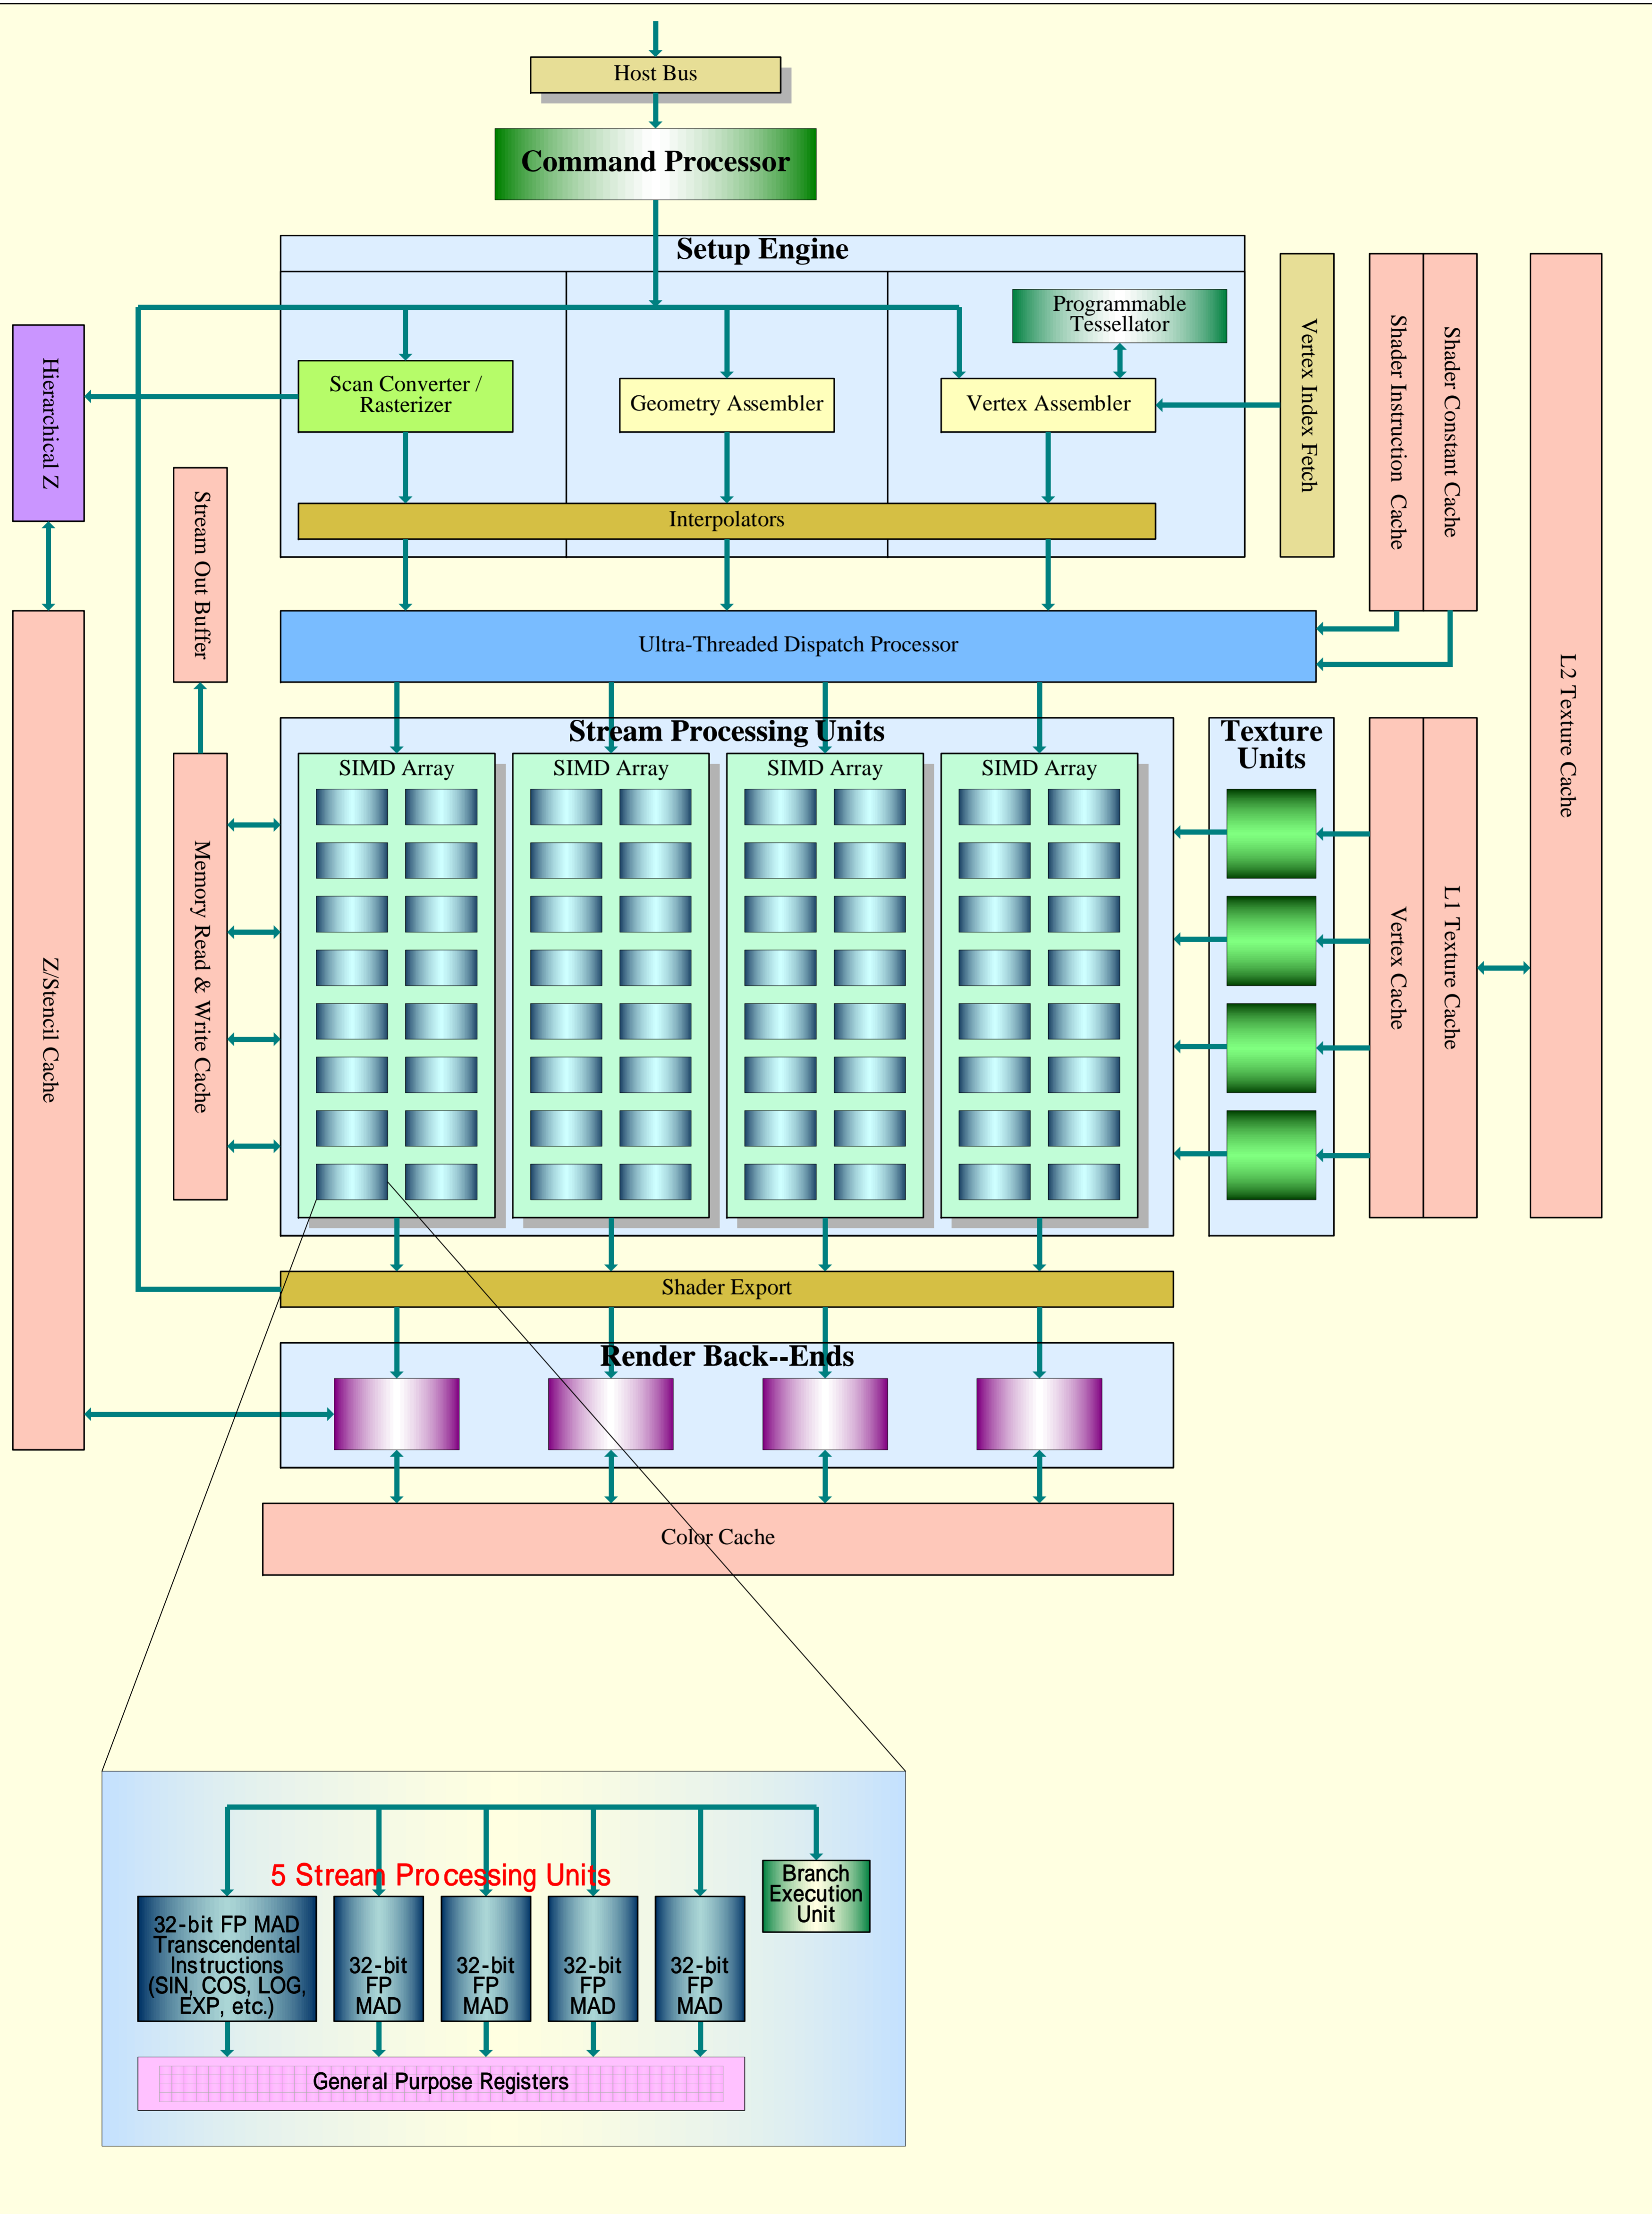 Host Bus
Command Processor
Setup Engine
Programmable
Tessellator
Scan Converter /
Rasterizer
Geometry Assembler
Vertex Assembler
Interpolators
Vertex Index Fetch
Shader Instruction  Cache
Shader Constant Cache
L2 Texture Cache
Hierarchical Z
Stream Out Buffer
Ultra-Threaded Dispatch Processor
Stream Processing Units
SIMD Array
SIMD Array
SIMD Array
SIMD Array
Texture
Units
Memory Read & Write Cache
Z/Stencil Cache
Vertex Cache
L1 Texture Cache
Shader Export
Render Back--Ends
Color Cache
5 Stream Processing Units
Branch
Execution
Unit
32-bit FP MAD
Transcendental
Instructions
(SIN, COS, LOG,
EXP, etc.)
32-bit
FP
MAD
32-bit
FP
MAD
32-bit
FP
MAD
32-bit
FP
MAD
General Purpose Registers